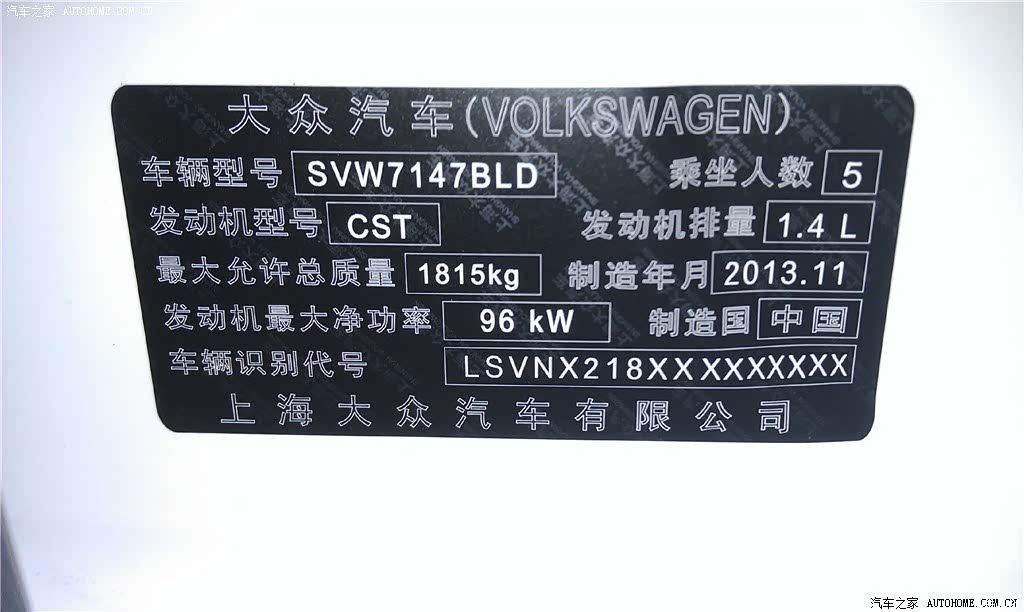 汽车之家 AUTOHOME.COM.CN
大众汽车(VOLKSWAGEN)
车辆型号 SVW7147BLD 乘坐人数 5
发动机型号 CST 发动机排量 1.4 L
最大允许总质量 1815kg 制造年月 2013.11
发动机最大净功率 96 kW 制造国 中国
车辆识别代号 LSVNX218XXXXXXXXX
上海大众汽车有限公司
汽车之家 AUTOHOME.COM.CN